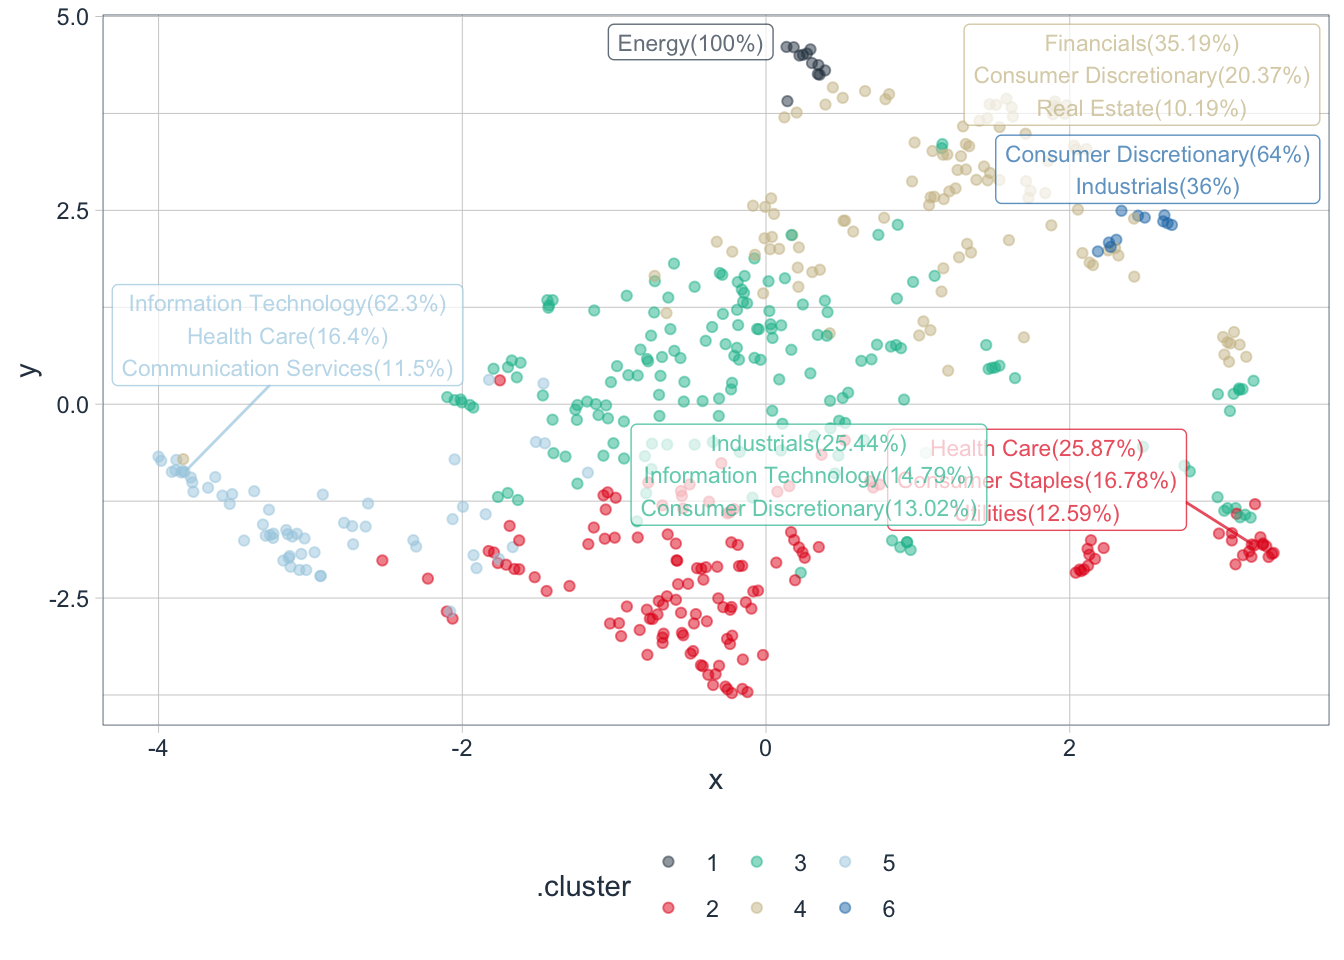 5.0
2.5
0.0
-2.5
y
Energy(100%)
Financials(35.19%)
Consumer Discretionary(20.37%)
Real Estate(10.19%)
Consumer Discretionary(64%)
Industrials(36%)
Information Technology(62.3%)
Health Care(16.4%)
Communication Services(11.5%)
Industrials(25.44%)
Information Technology(14.79%)
Consumer Discretionary(13.02%)
Health Care(25.87%)
Consumer Staples(16.78%)
Utilities(12.59%)
-4 -2 0 2
x
.cluster
1 3 5
2 4 6